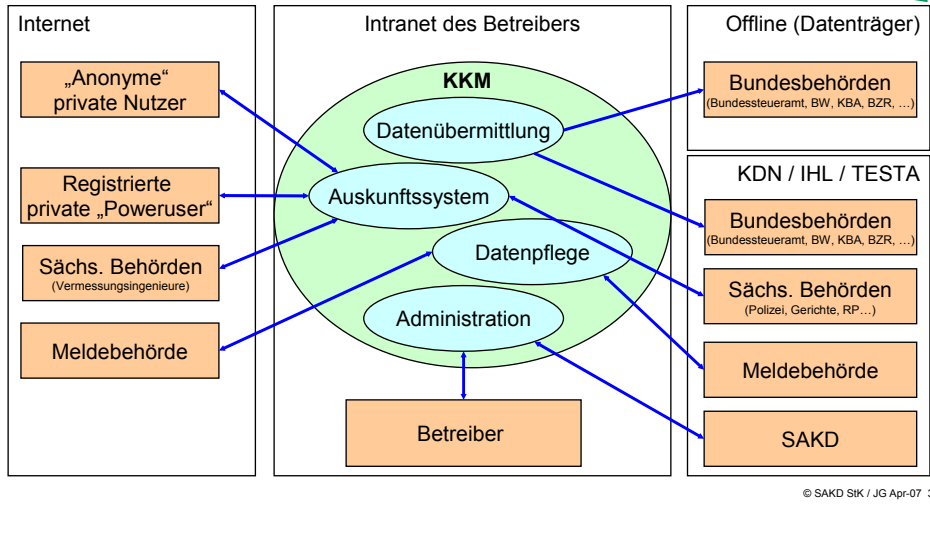 Internet
„Anonyme“
private Nutzer
Registrierte
private „Poweruser“
Sächs. Behörden
(Vermessungsingenieure)
Meldebehörde
Intranet des Betreibers
KKM
Datenübermittlung
Auskunftssystem
Datenpflege
Administration
Betreiber
Offline (Datenträger)
Bundesbehörden
(Bundessteueramt, BW, KBA, BZR, …)
KDN / IHL / TESTA
Bundesbehörden
(Bundessteueramt, BW, KBA, BZR, …)
Sächs. Behörden
(Polizei, Gerichte, RP…)
Meldebehörde
SAKD
© SAKD StK / JG Apr-07